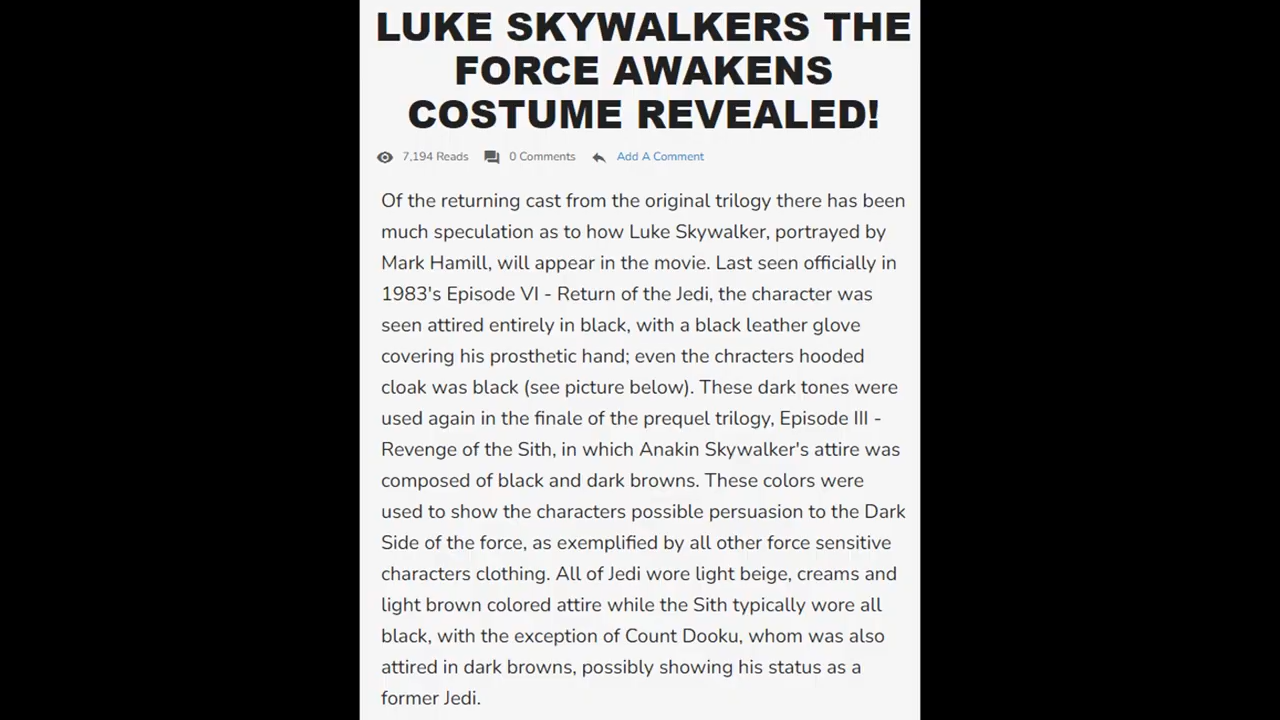 LUKE SKYWALKERS THE
FORCE AWAKENS
COSTUME REVEALED!
7,194 Reads 0 Comments Add A Comment
Of the returning cast from the original trilogy there has been
much speculation as to how Luke Skywalker, portrayed by
Mark Hamill, will appear in the movie. Last seen officially in
1983's Episode VI - Return of the Jedi, the character was
seen attired entirely in black, with a black leather glove
covering his prosthetic hand; even the chracters hooded
cloak was black (see picture below). These dark tones were
used again in the finale of the prequel trilogy, Episode III -
Revenge of the Sith, in which Anakin Skywalker's attire was
composed of black and dark browns. These colors were
used to show the characters possible persuasion to the Dark
Side of the force, as exemplified by all other force sensitive
characters clothing. All of Jedi wore light beige, creams and
light brown colored attire while the Sith typically wore all
black, with the exception of Count Dooku, whom was also
attired in dark browns, possibly showing his status as a
former Jedi.